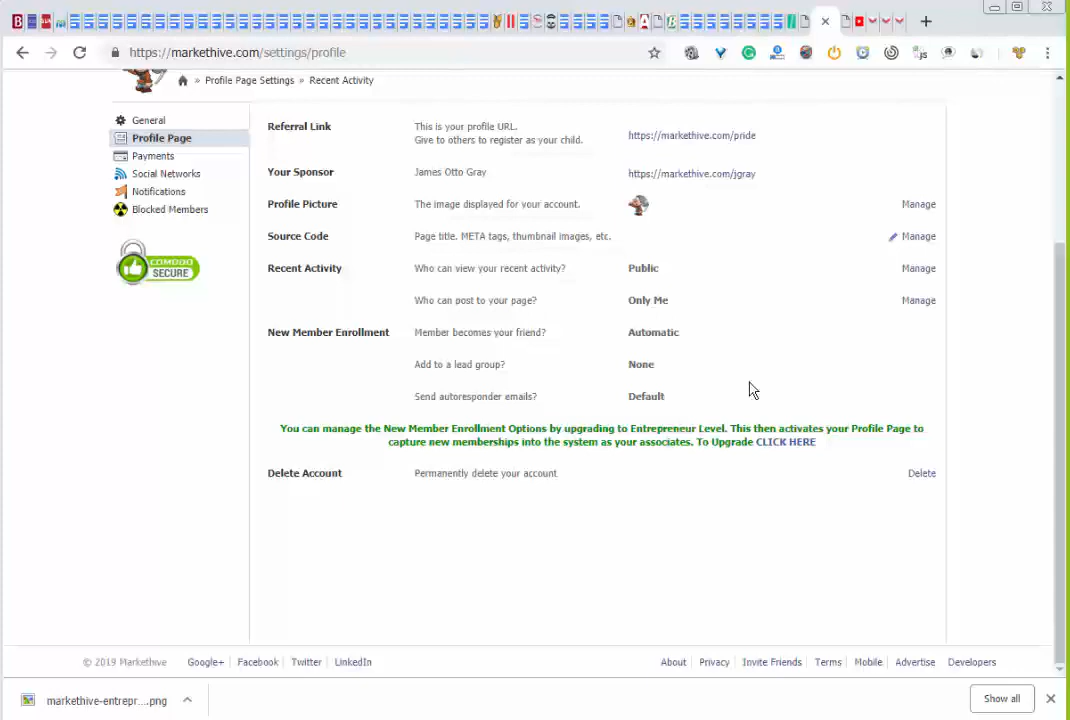 https://markethive.com/settings/profile
» Profile Page Settings » Recent Activity
General
Profile Page
Payments
Social Networks
Notifications
Blocked Members
COMODO
SECURE
Referral Link This is your profile URL. https://markethive.com/pride
Give to others to register as your child.
Your Sponsor James Otto Gray https://markethive.com/jgray
Profile Picture The image displayed for your account. Manage
Source Code Page title. META tags, thumbnail images, etc. Manage
Recent Activity Who can view your recent activity? Public Manage
Who can post to your page? Only Me Manage
New Member Enrollment Member becomes your friend? Automatic
Add to a lead group? None
Send autoresponder emails? Default
You can manage the New Member Enrollment Options by upgrading to Entrepreneur Level. This then activates your Profile Page to
capture new memberships into the system as your associates. To Upgrade CLICK HERE
Delete Account Permanently delete your account Delete
© 2019 Markethive Google+ Facebook Twitter LinkedIn About Privacy Invite Friends Terms Mobile Advertise Developers
markethive-entrepr....png Show all